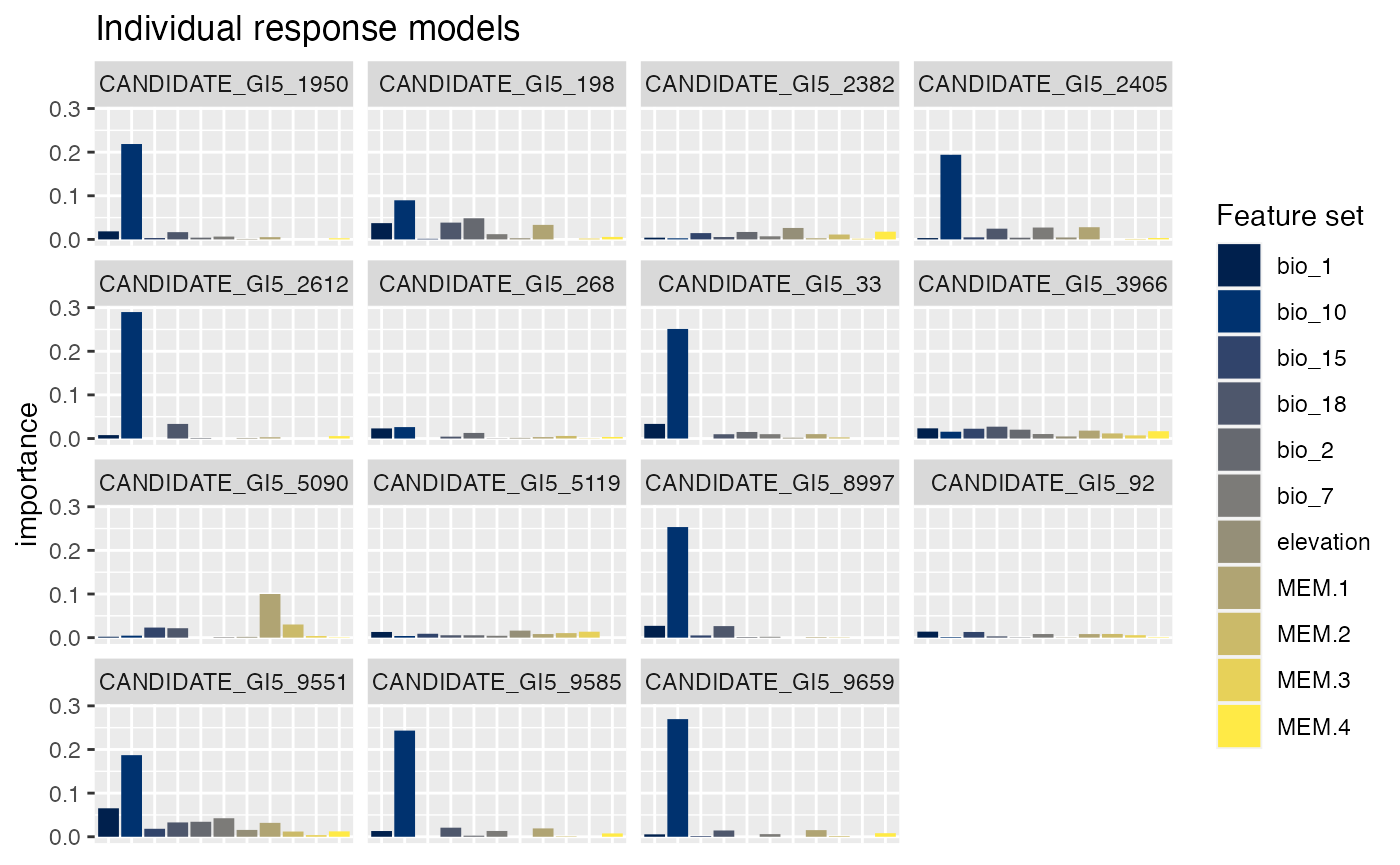 Individual response models
CANDIDATE_GI5_1950 CANDIDATE_GI5_198 CANDIDATE_GI5_2382 CANDIDATE_GI5_2405
0.3
0.2
0.1
0.0
CANDIDATE_GI5_2612 CANDIDATE_GI5_268 CANDIDATE_GI5_33 CANDIDATE_GI5_3966
0.3
0.2
0.1
0.0
CANDIDATE_GI5_5090 CANDIDATE_GI5_5119 CANDIDATE_GI5_8997 CANDIDATE_GI5_92
0.3
0.2
0.1
0.0
CANDIDATE_GI5_9551 CANDIDATE_GI5_9585 CANDIDATE_GI5_9659
0.3
0.2
0.1
0.0
importance
Feature set
bio_1
bio_10
bio_15
bio_18
bio_2
bio_7
elevation
MEM.1
MEM.2
MEM.3
MEM.4